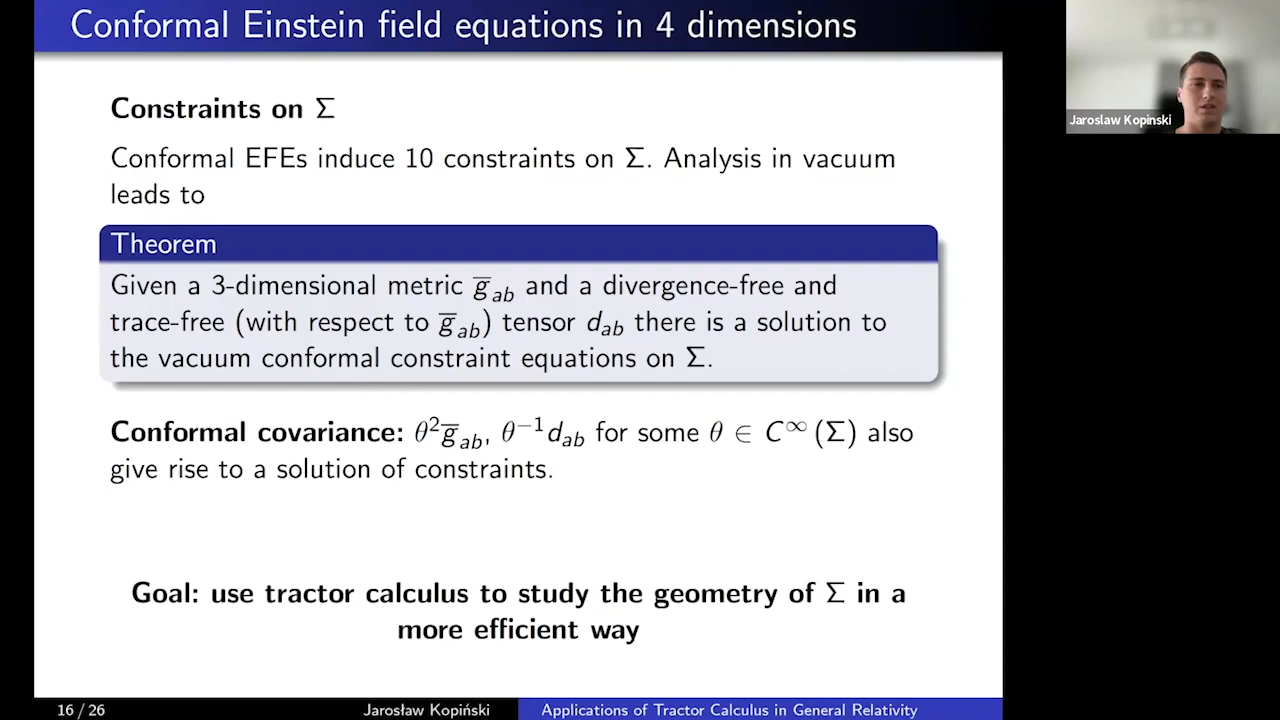 Conformal Einstein field equations in 4 dimensions
Jaroslaw Kopinski
Constraints on Σ
Conformal EFEs induce 10 constraints on Σ. Analysis in vacuum
leads to
Theorem
Given a 3-dimensional metric g̅_ab and a divergence-free and
trace-free (with respect to g̅_ab) tensor d_ab there is a solution to
the vacuum conformal constraint equations on Σ.
Conformal covariance: θ²g̅_ab, θ⁻¹d_ab for some θ ∈ C^∞ (Σ) also
give rise to a solution of constraints.
Goal: use tractor calculus to study the geometry of Σ in a
more efficient way
16 / 26 Jarosław Kopiński Applications of Tractor Calculus in General Relativity